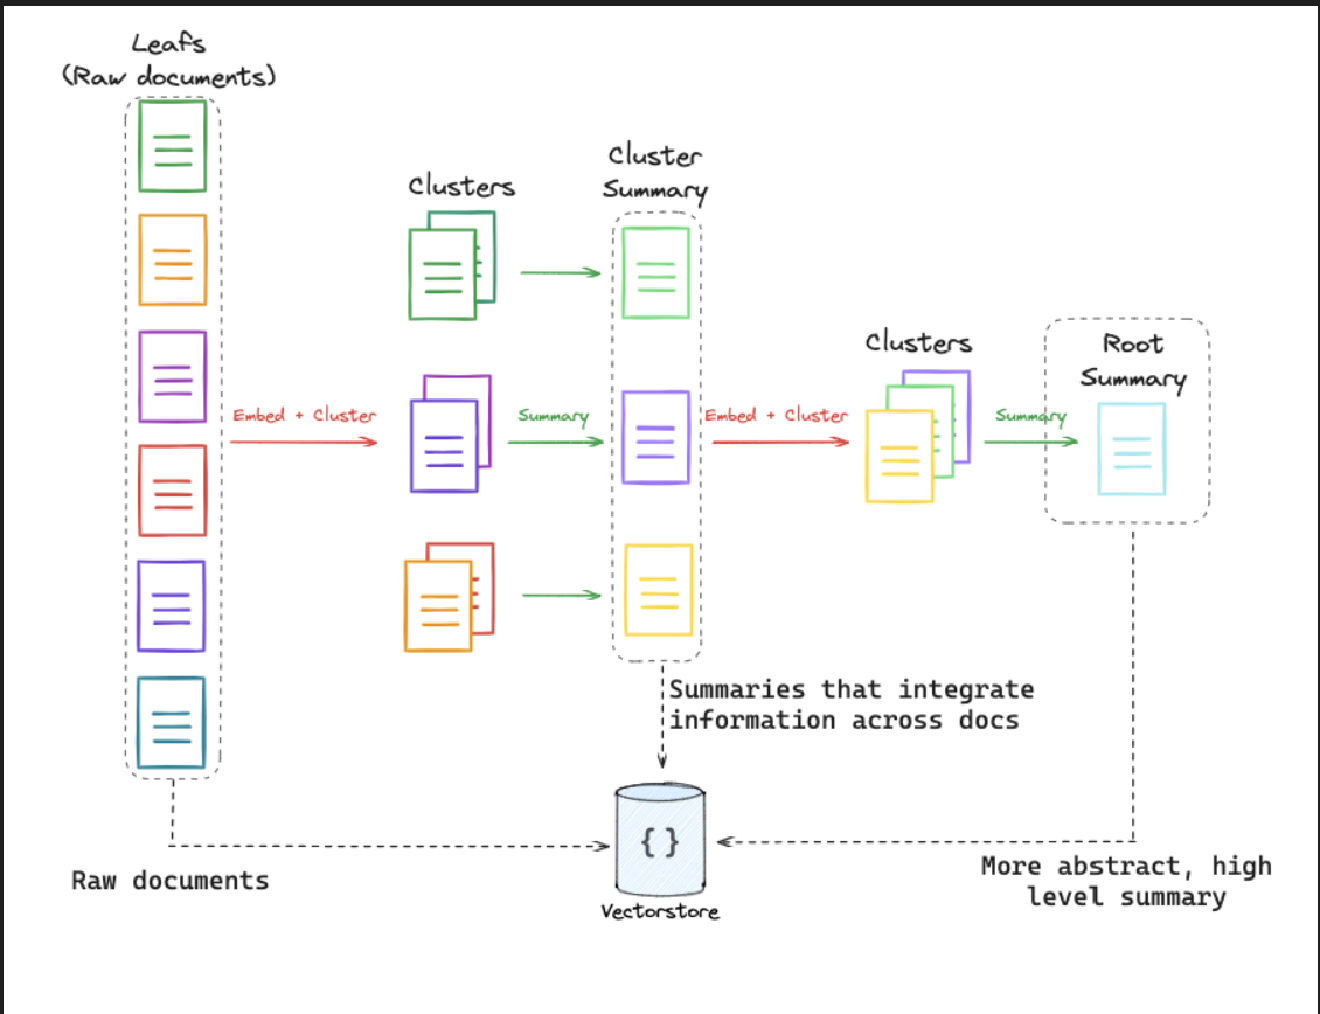 Leafs
(Raw documents)
Clusters
Cluster
Summary
Clusters
Root
Summary
Embed + Cluster
Summary
Embed + Cluster
Summary
Summaries that integrate
information across docs
{}
Vectorstore
Raw documents
More abstract, high
level summary